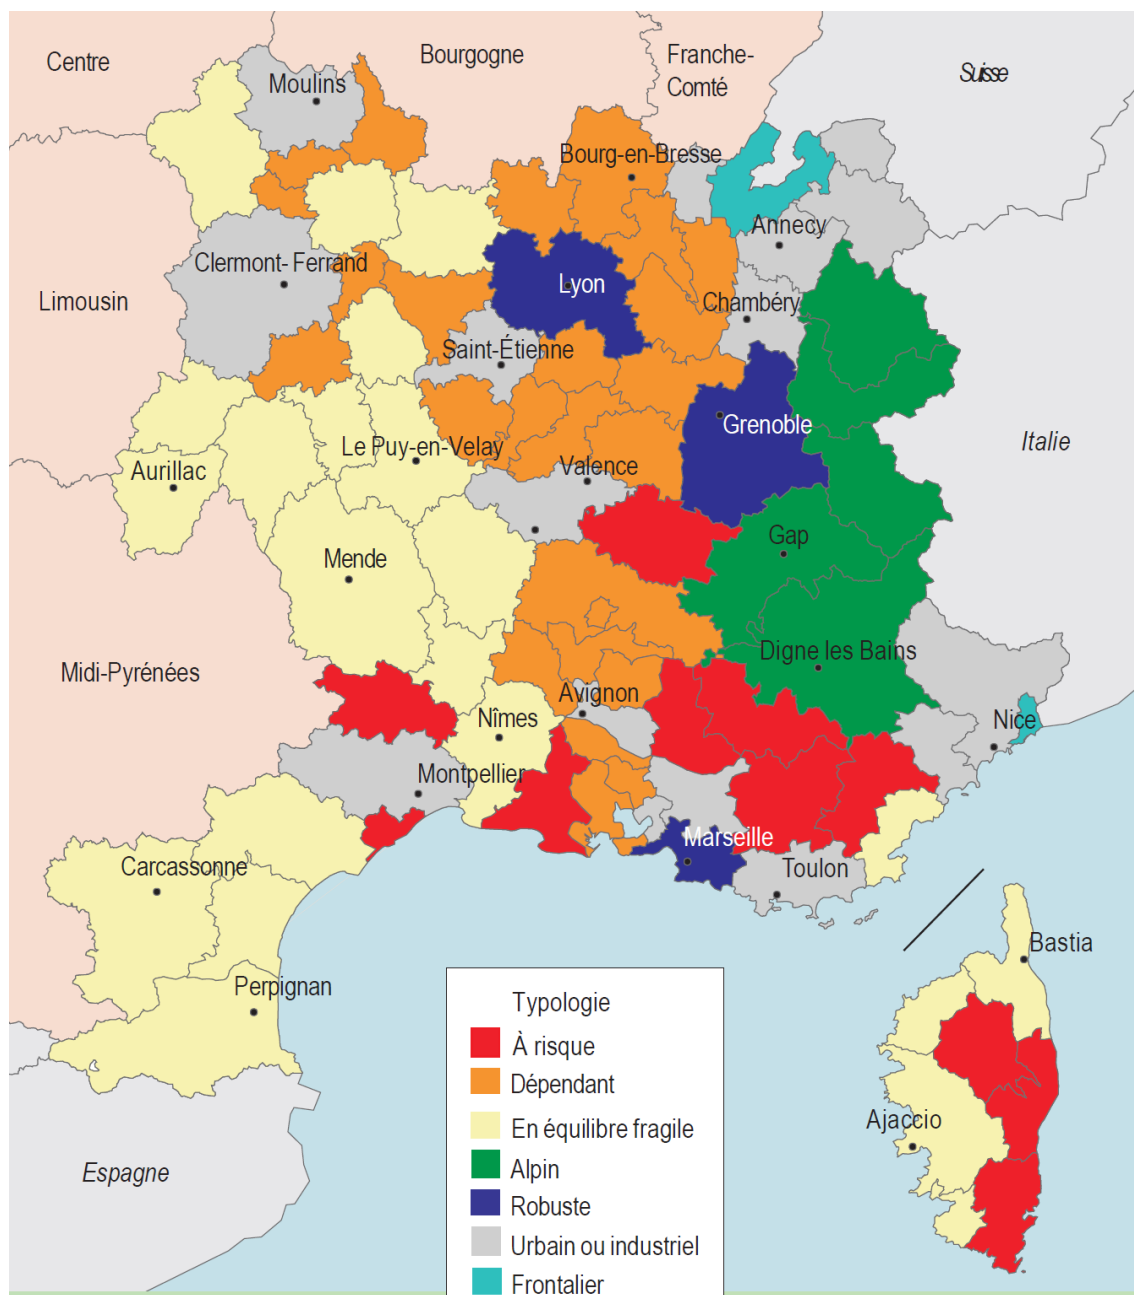 Centre
Bourgogne
Franche-
Comté
Suisse
Moulins
Bourg-en-Bresse
Annecy
Clermont- Ferrand
Lyon
Limousin
Chambéry
Saint-Étienne
Grenoble
Italie
Le Puy-en-Velay
Aurillac
Valence
Gap
Mende
Midi-Pyrénées
Digne les Bains
Avignon
Nîmes
Nice
Montpellier
Marseille
Carcassonne
Toulon
Bastia
Perpignan
Ajaccio
Espagne
Typologie
À risque
Dépendant
En équilibre fragile
Alpin
Robuste
Urbain ou industriel
Frontalier